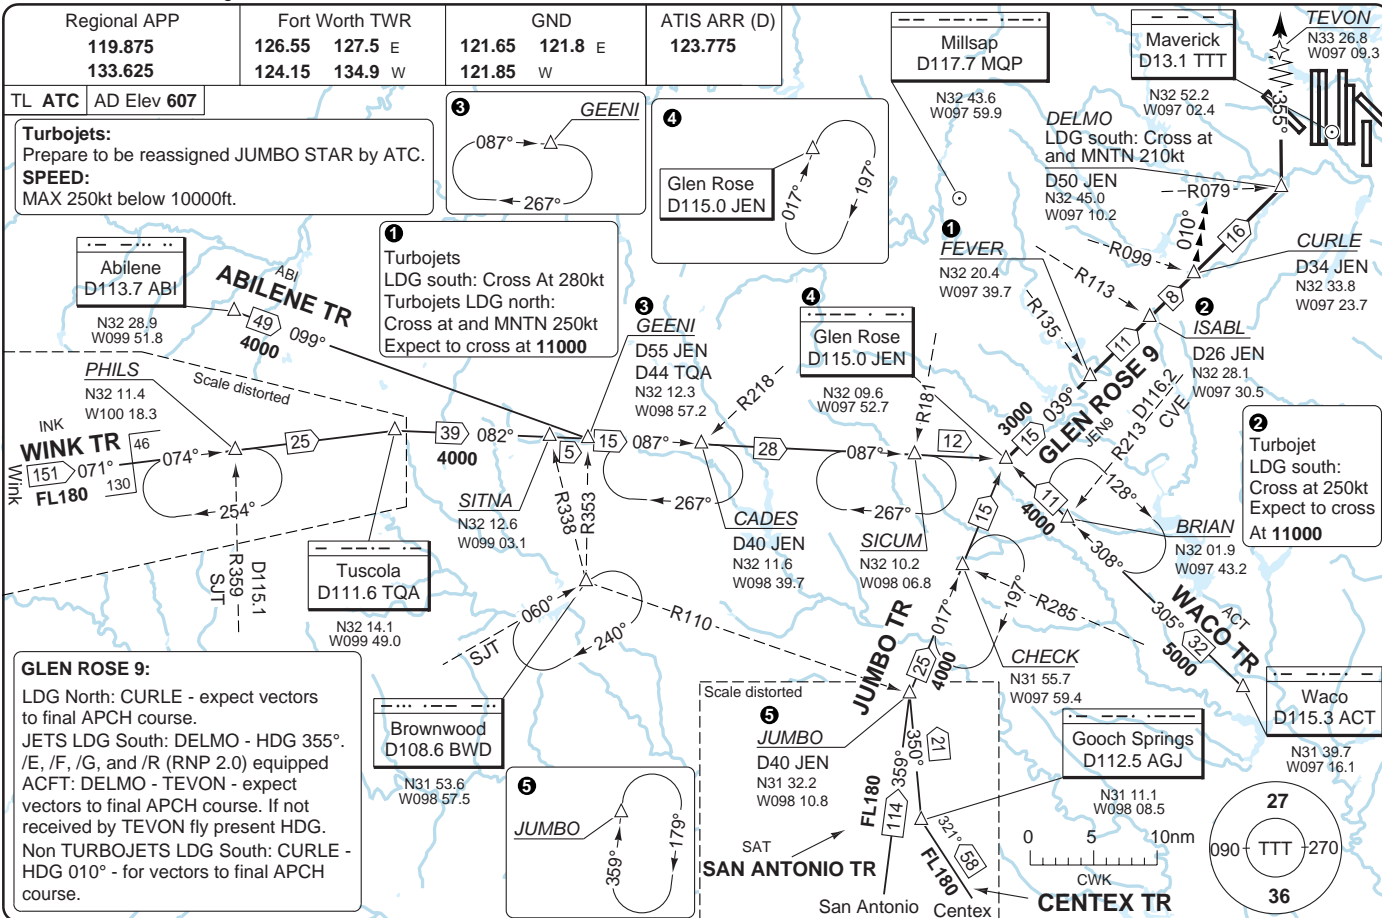 Regional APP
119.875
133.625
Fort Worth TWR
126.55 127.5 E
124.15 134.9 W
GND
121.65 121.8 E
121.85 W
ATIS ARR (D)
123.775
TL ATC
AD Elev 607
Turbojets:
Prepare to be reassigned JUMBO STAR by ATC.
SPEED:
MAX 250kt below 10000ft.
3
GEENI
087°
267°
4
Glen Rose
D115.0 JEN
017°
197°
Millsap
D117.7 MQP
N32 43.6
W097 59.9
Maverick
D13.1 TTT
N32 52.2
W097 02.4
TEVON
N33 26.8
W097 09.3
355°
DELMO
LDG south: Cross at
and MNTN 210kt
D50 JEN
N32 45.0
W097 10.2
R079
010°
16
R099
CURLE
D34 JEN
N32 33.8
W097 23.7
R113
8
1
FEVER
N32 20.4
W097 39.7
R135
11
2
ISABL
D26 JEN
N32 28.1
W097 30.5
1
Turbojets
LDG south: Cross At 280kt
Turbojets LDG north:
Cross at and MNTN 250kt
Expect to cross at 11000
Abilene
D113.7 ABI
N32 28.9
W099 51.8
ABI
ABILENE TR
49
4000
099°
3
GEENI
D55 JEN
D44 TQA
N32 12.3
W098 57.2
4
Glen Rose
D115.0 JEN
N32 09.6
W097 52.7
R218
R181
3000
15
039°
GLEN ROSE 9
JEN9
R213 D116.2
CVE
2
Turbojet
LDG south:
Cross at 250kt
Expect to cross
At 11000
PHILS
N32 11.4
W100 18.3
Scale distorted
INK
WINK TR
Wink
151
071°
FL180
46
130
074°
254°
25
39
082°
4000
5
15
087°
267°
28
087°
267°
12
R359
SJT
D115.1
SITNA
N32 12.6
W099 03.1
R338
R353
CADES
D40 JEN
N32 11.6
W098 39.7
SICUM
N32 10.2
W098 06.8
11
4000
128°
308°
BRIAN
N32 01.9
W097 43.2
Tuscola
D111.6 TQA
N32 14.1
W099 49.0
SJT
060°
240°
R110
15
017°
197°
R285
CHECK
N31 55.7
W097 59.4
JUMBO TR
25
4000
305°
32
5000
ACT
WACO TR
Waco
D115.3 ACT
N31 39.7
W097 16.1
GLEN ROSE 9:
LDG North: CURLE - expect vectors
to final APCH course.
JETS LDG South: DELMO - HDG 355°.
/E, /F, /G, and /R (RNP 2.0) equipped
ACFT: DELMO - TEVON - expect
vectors to final APCH course. If not
received by TEVON fly present HDG.
Non TURBOJETS LDG South: CURLE -
HDG 010° - for vectors to final APCH
course.
Brownwood
D108.6 BWD
N31 53.6
W098 57.5
5
JUMBO
359°
179°
Scale distorted
5
JUMBO
D40 JEN
N31 32.2
W098 10.8
359°
114
FL180
350°
21
SAT
SAN ANTONIO TR
San Antonio
Gooch Springs
D112.5 AGJ
N31 11.1
W098 08.5
321°
58
FL180
Centex
CWK
CENTEX TR
0 5 10nm
27
090
TTT
270
36